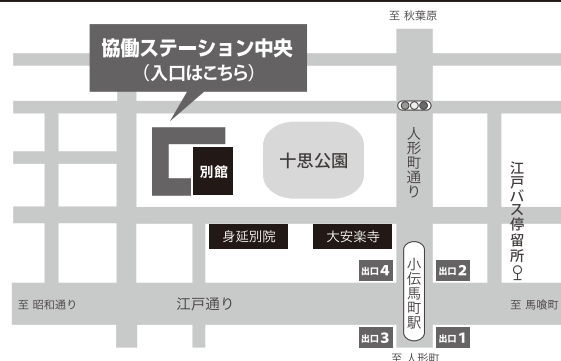 至 秋葉原
協働ステーション中央
(入口はこちら)
人形町通り
十思公園
別館
江戸バス停留所
身延別院
大安楽寺
小伝馬町駅
出口4
出口2
至 昭和通り
江戸通り
至 馬喰町
出口3
出口1
至 人形町